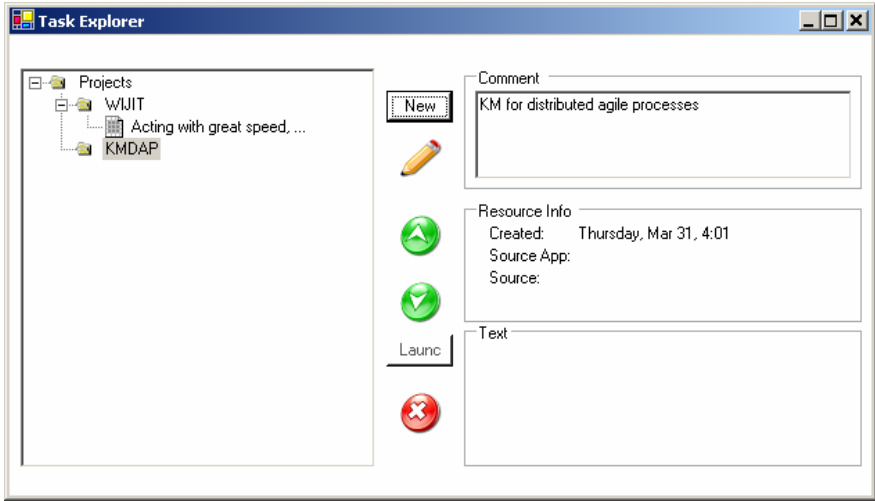 Task Explorer
Projects
WIJIT
Acting with great speed, ...
KMDAP
New
Launc
Comment
KM for distributed agile processes
Resource Info
Created: Thursday, Mar 31, 4:01
Source App:
Source:
Text